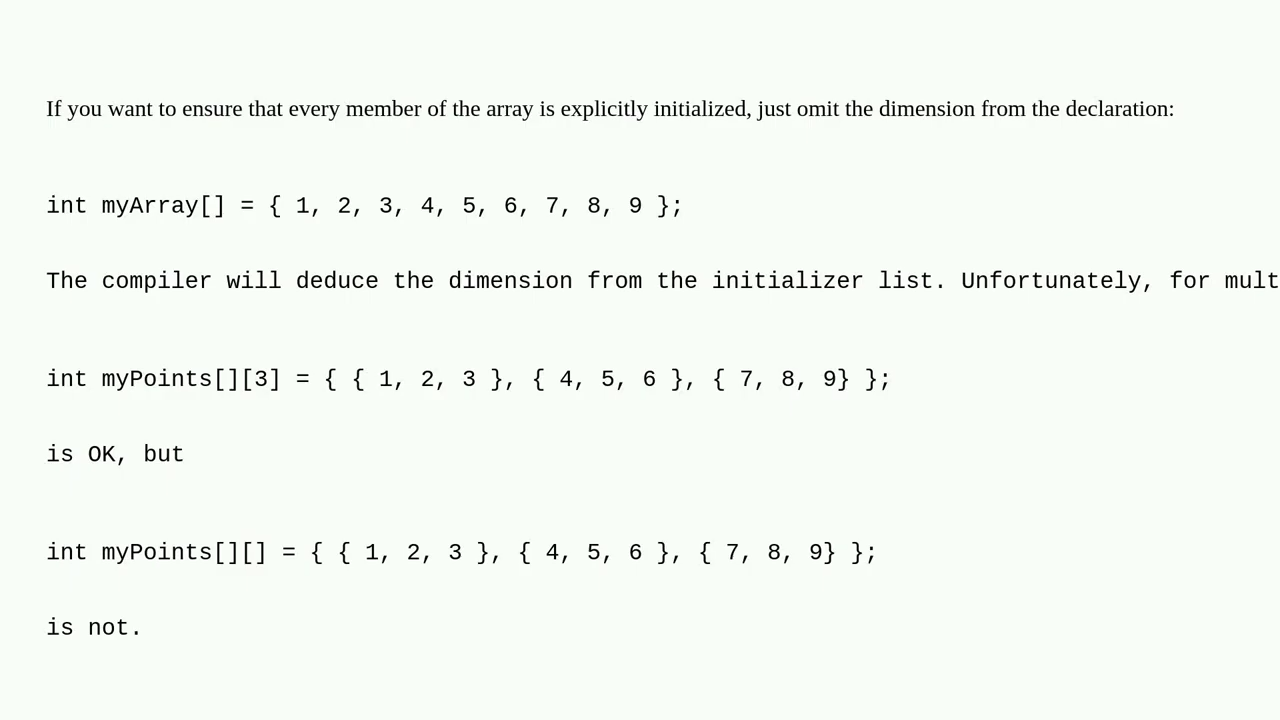 If you want to ensure that every member of the array is explicitly initialized, just omit the dimension from the declaration:
int myArray[] = { 1, 2, 3, 4, 5, 6, 7, 8, 9 };
The compiler will deduce the dimension from the initializer list. Unfortunately, for mult
int myPoints[][3] = { { 1, 2, 3 }, { 4, 5, 6 }, { 7, 8, 9} };
is OK, but
int myPoints[][] = { { 1, 2, 3 }, { 4, 5, 6 }, { 7, 8, 9} };
is not.